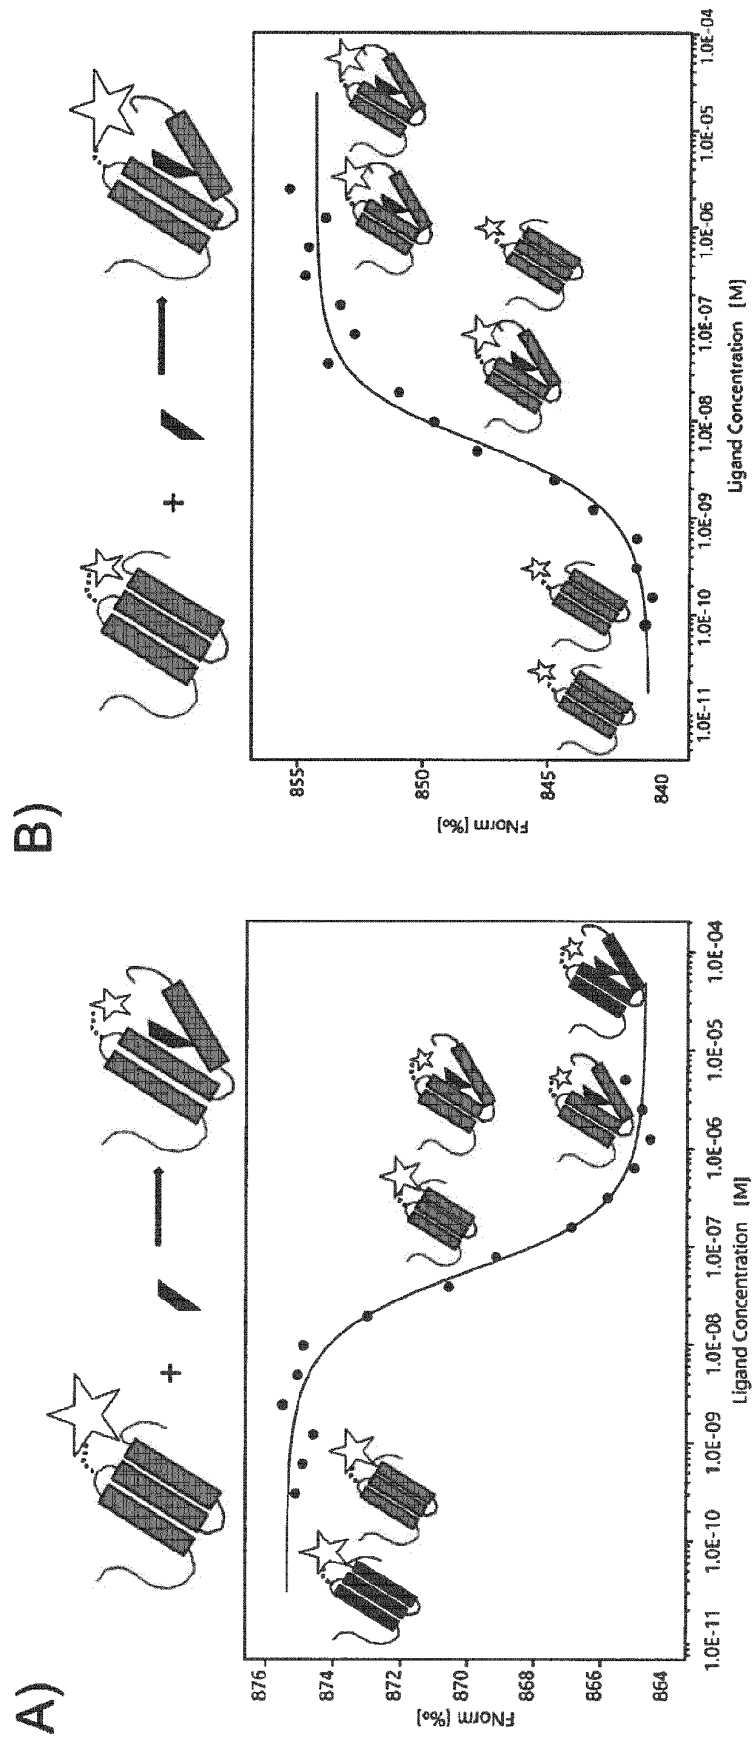 A)
+
FNorm [‰]
876
874
872
870
868
866
864
1.0E-11
1.0E-10
1.0E-09
1.0E-08
1.0E-07
1.0E-06
1.0E-05
1.0E-04
Ligand Concentration [M]
B)
+
FNorm [‰]
855
850
845
840
1.0E-11
1.0E-10
1.0E-09
1.0E-08
1.0E-07
1.0E-06
1.0E-05
1.0E-04
Ligand Concentration [M]